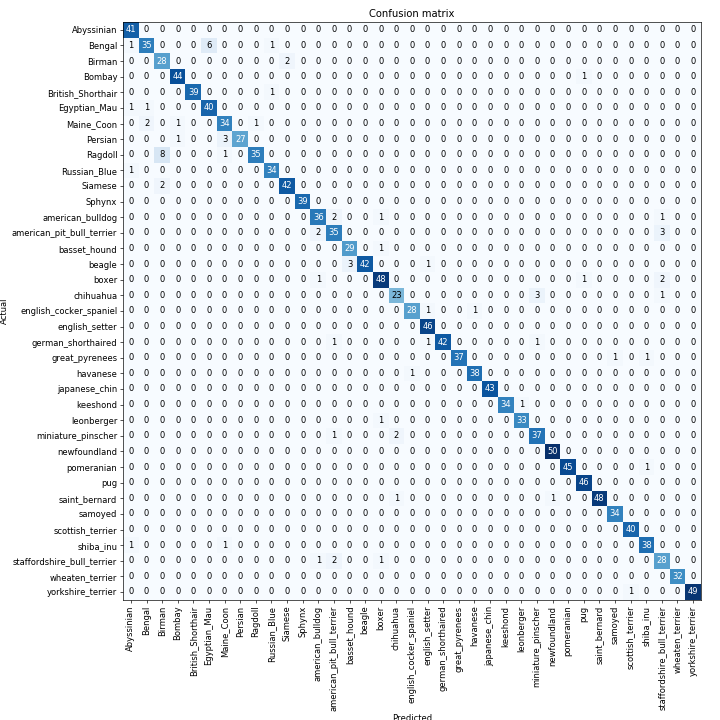 Confusion matrix
Abyssinian 41 0 0 0 0 0 0 0 0 0 0 0 0 0 0 0 0 0 0 0 0 0 0 0 0 0 0 0 0 0 0 0 0 0 0 0 0
Bengal 1 35 0 0 0 6 0 0 0 1 0 0 0 0 0 0 0 0 0 0 0 0 0 0 0 0 0 0 0 0 0 0 0 0 0 0 0
Birman 0 0 28 0 0 0 0 0 0 0 2 0 0 0 0 0 0 0 0 0 0 0 0 0 0 0 0 0 0 0 0 0 0 0 0 0 0
Bombay 0 0 0 44 0 0 0 0 0 0 0 0 0 0 0 0 0 0 0 0 0 0 0 0 0 0 0 0 0 1 0 0 0 0 0 0 0
British_Shorthair 0 0 0 0 39 0 0 0 0 1 0 0 0 0 0 0 0 0 0 0 0 0 0 0 0 0 0 0 0 0 0 0 0 0 0 0 0
Egyptian_Mau 1 1 0 0 0 40 0 0 0 0 0 0 0 0 0 0 0 0 0 0 0 0 0 0 0 0 0 0 0 0 0 0 0 0 0 0 0
Maine_Coon 0 2 0 1 0 0 34 0 1 0 0 0 0 0 0 0 0 0 0 0 0 0 0 0 0 0 0 0 0 0 0 0 0 0 0 0 0
Persian 0 0 0 1 0 0 3 27 0 0 0 0 0 0 0 0 0 0 0 0 0 0 0 0 0 0 0 0 0 0 0 0 0 0 0 0 0
Ragdoll 0 0 8 0 0 0 1 0 35 0 0 0 0 0 0 0 0 0 0 0 0 0 0 0 0 0 0 0 0 0 0 0 0 0 0 0 0
Russian_Blue 1 0 0 0 0 0 0 0 0 34 0 0 0 0 0 0 0 0 0 0 0 0 0 0 0 0 0 0 0 0 0 0 0 0 0 0 0
Siamese 0 0 2 0 0 0 0 0 0 0 42 0 0 0 0 0 0 0 0 0 0 0 0 0 0 0 0 0 0 0 0 0 0 0 0 0 0
Sphynx 0 0 0 0 0 0 0 0 0 0 0 39 0 0 0 0 0 0 0 0 0 0 0 0 0 0 0 0 0 0 0 0 0 0 0 0 0
american_bulldog 0 0 0 0 0 0 0 0 0 0 0 0 36 2 0 0 1 0 0 0 0 0 0 0 0 0 0 0 0 0 0 0 0 0 1 0 0
american_pit_bull_terrier 0 0 0 0 0 0 0 0 0 0 0 0 2 35 0 0 0 0 0 0 0 0 0 0 0 0 0 0 0 0 0 0 0 0 3 0 0
basset_hound 0 0 0 0 0 0 0 0 0 0 0 0 0 0 29 0 1 0 0 0 0 0 0 0 0 0 0 0 0 0 0 0 0 0 0 0 0
beagle 0 0 0 0 0 0 0 0 0 0 0 0 0 0 3 42 0 0 0 1 0 0 0 0 0 0 0 0 0 0 0 0 0 0 0 0 0
boxer 0 0 0 0 0 0 0 0 0 0 0 0 1 0 0 0 48 0 0 0 0 0 0 0 0 0 0 0 0 1 0 0 0 0 2 0 0
chihuahua 0 0 0 0 0 0 0 0 0 0 0 0 0 0 0 0 0 23 0 0 0 0 0 0 0 0 3 0 0 0 0 0 0 0 1 0 0
english_cocker_spaniel 0 0 0 0 0 0 0 0 0 0 0 0 0 0 0 0 0 0 28 1 0 0 1 0 0 0 0 0 0 0 0 0 0 0 0 0 0
english_setter 0 0 0 0 0 0 0 0 0 0 0 0 0 0 0 0 0 0 0 46 0 0 0 0 0 0 0 0 0 0 0 0 0 0 0 0 0
german_shorthaired 0 0 0 0 0 0 0 0 0 0 0 0 0 1 0 0 0 0 0 1 42 0 0 0 0 0 1 0 0 0 0 0 0 0 0 0 0
great_pyrenees 0 0 0 0 0 0 0 0 0 0 0 0 0 0 0 0 0 0 0 0 0 37 0 0 0 0 0 0 0 0 0 1 0 1 0 0 0
havanese 0 0 0 0 0 0 0 0 0 0 0 0 0 0 0 0 0 0 1 0 0 0 38 0 0 0 0 0 0 0 0 0 0 0 0 0 0
japanese_chin 0 0 0 0 0 0 0 0 0 0 0 0 0 0 0 0 0 0 0 0 0 0 0 43 0 0 0 0 0 0 0 0 0 0 0 0 0
keeshond 0 0 0 0 0 0 0 0 0 0 0 0 0 0 0 0 0 0 0 0 0 0 0 0 34 1 0 0 0 0 0 0 0 0 0 0 0
leonberger 0 0 0 0 0 0 0 0 0 0 0 0 0 0 0 0 1 0 0 0 0 0 0 0 0 33 0 0 0 0 0 0 0 0 0 0 0
miniature_pinscher 0 0 0 0 0 0 0 0 0 0 0 0 0 1 0 0 0 2 0 0 0 0 0 0 0 0 37 0 0 0 0 0 0 0 0 0 0
newfoundland 0 0 0 0 0 0 0 0 0 0 0 0 0 0 0 0 0 0 0 0 0 0 0 0 0 0 0 50 0 0 0 0 0 0 0 0 0
pomeranian 0 0 0 0 0 0 0 0 0 0 0 0 0 0 0 0 0 0 0 0 0 0 0 0 0 0 0 0 45 0 0 0 0 1 0 0 0
pug 0 0 0 0 0 0 0 0 0 0 0 0 0 0 0 0 0 0 0 0 0 0 0 0 0 0 0 0 0 46 0 0 0 0 0 0 0
saint_bernard 0 0 0 0 0 0 0 0 0 0 0 0 0 0 0 0 0 1 0 0 0 0 0 0 0 0 0 1 0 0 48 0 0 0 0 0 0
samoyed 0 0 0 0 0 0 0 0 0 0 0 0 0 0 0 0 0 0 0 0 0 0 0 0 0 0 0 0 0 0 0 34 0 0 0 0 0
scottish_terrier 0 0 0 0 0 0 0 0 0 0 0 0 0 0 0 0 0 0 0 0 0 0 0 0 0 0 0 0 0 0 0 0 40 0 0 0 0
shiba_inu 1 0 0 0 0 0 1 0 0 0 0 0 0 0 0 0 0 0 0 0 0 0 0 0 0 0 0 0 0 0 0 0 0 38 0 0 0
staffordshire_bull_terrier 0 0 0 0 0 0 0 0 0 0 0 0 1 2 0 0 1 0 0 0 0 0 0 0 0 0 0 0 0 0 0 0 0 0 28 0 0
wheaten_terrier 0 0 0 0 0 0 0 0 0 0 0 0 0 0 0 0 0 0 0 0 0 0 0 0 0 0 0 0 0 0 0 0 0 0 0 32 0
yorkshire_terrier 0 0 0 0 0 0 0 0 0 0 0 0 0 0 0 0 0 0 0 0 0 0 0 0 0 0 0 0 0 0 0 0 1 0 0 0 49
Actual
Abyssinian
Bengal
Birman
Bombay
British_Shorthair
Egyptian_Mau
Maine_Coon
Persian
Ragdoll
Russian_Blue
Siamese
Sphynx
american_bulldog
american_pit_bull_terrier
basset_hound
beagle
boxer
chihuahua
english_cocker_spaniel
english_setter
german_shorthaired
great_pyrenees
havanese
japanese_chin
keeshond
leonberger
miniature_pinscher
newfoundland
pomeranian
pug
saint_bernard
samoyed
scottish_terrier
shiba_inu
staffordshire_bull_terrier
wheaten_terrier
yorkshire_terrier
Predicted